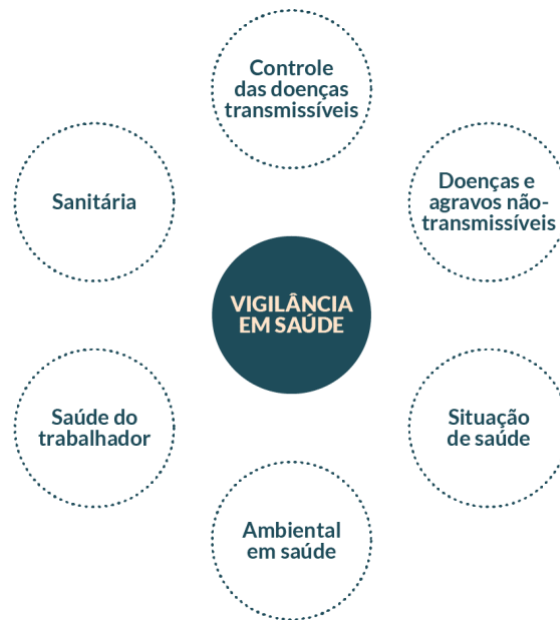 Controle
das doenças
transmissíveis
Sanitária
Doenças e
agravos não-
transmissíveis
VIGILÂNCIA
EM SAÚDE
Saúde do
trabalhador
Situação
de saúde
Ambiental
em saúde